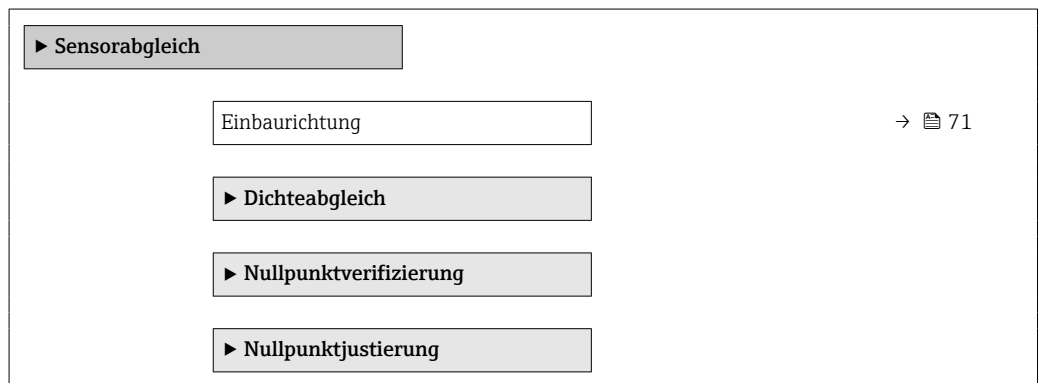 ▶ Sensorabgleich
Einbaurichtung → 71
▶ Dichteabgleich
▶ Nullpunktverifizierung
▶ Nullpunktjustierung